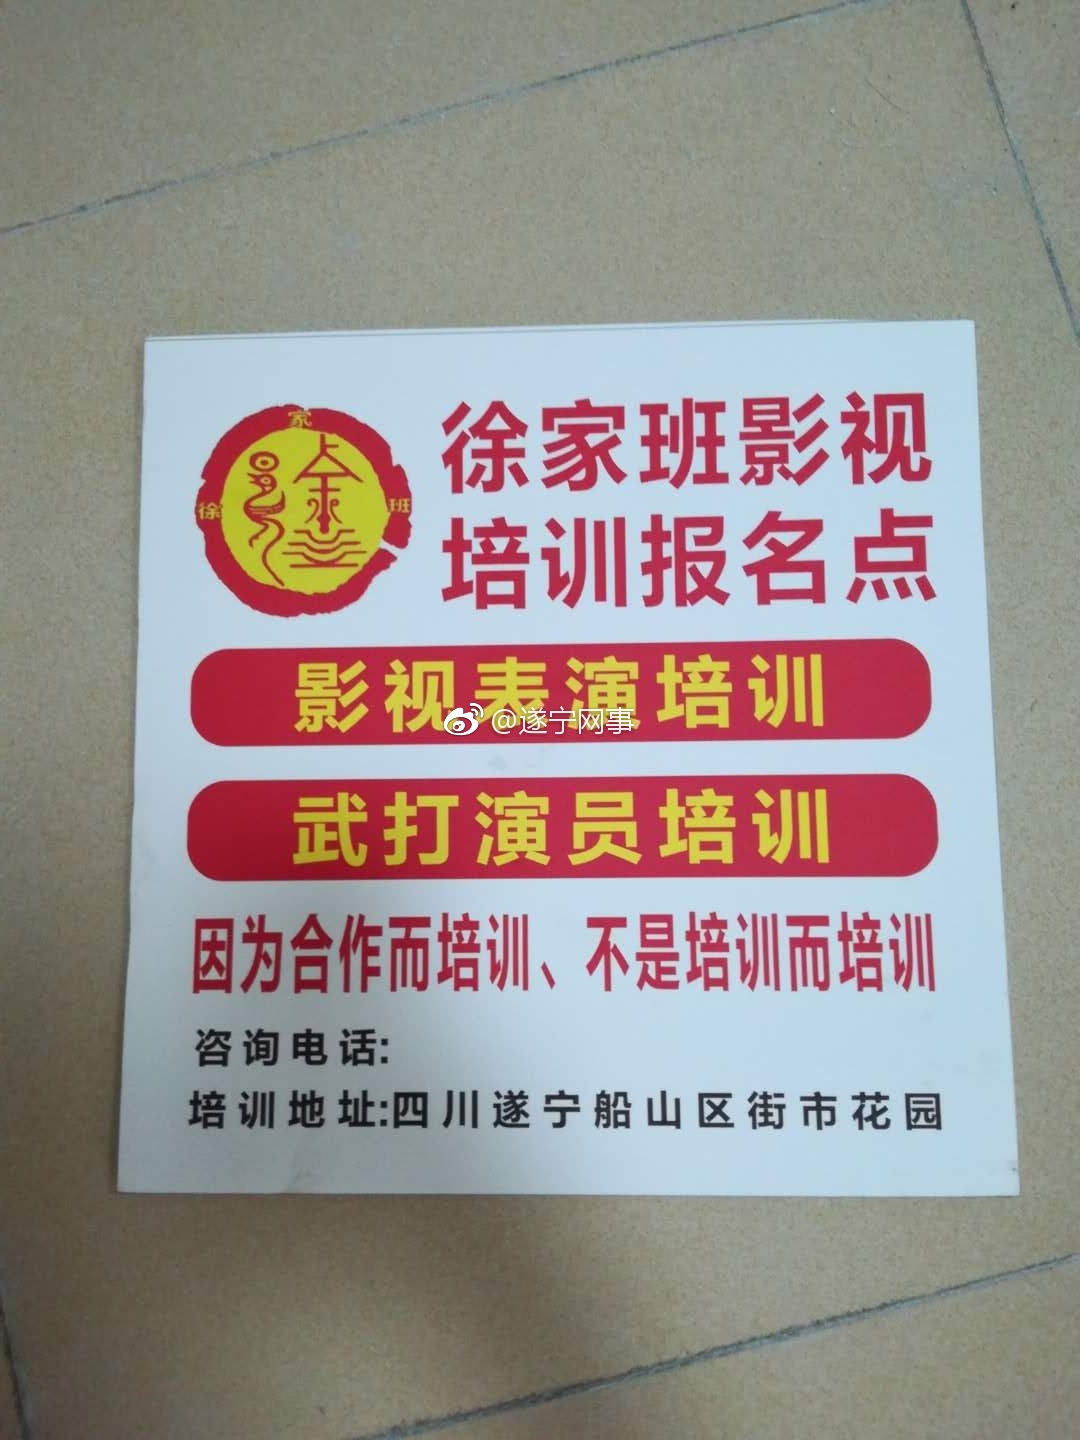 家
徐
班
徐家班影视
培训报名点
影视表演培训
@遂宁网事
武打演员培训
因为合作而培训、不是培训而培训
咨询电话:
培训地址:四川遂宁船山区街市花园